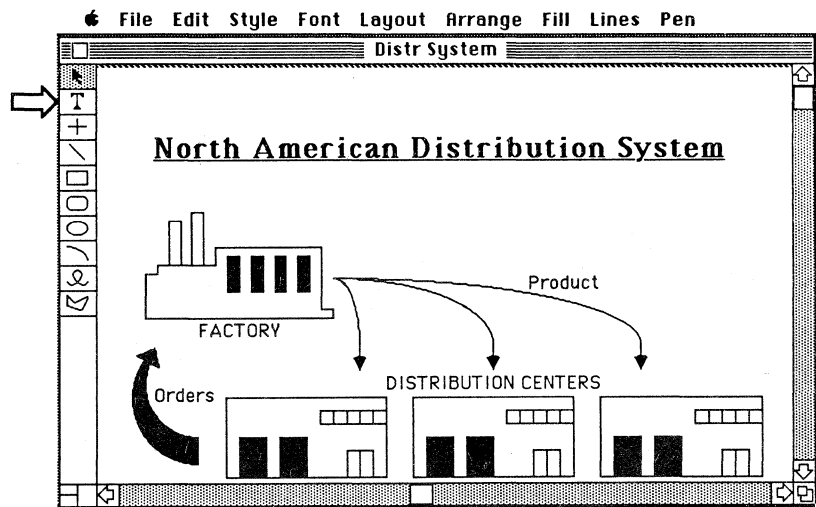 File Edit Style Font Layout Arrange Fill Lines Pen
Distr System
T
North American Distribution System
Product
FACTORY
DISTRIBUTION CENTERS
Orders